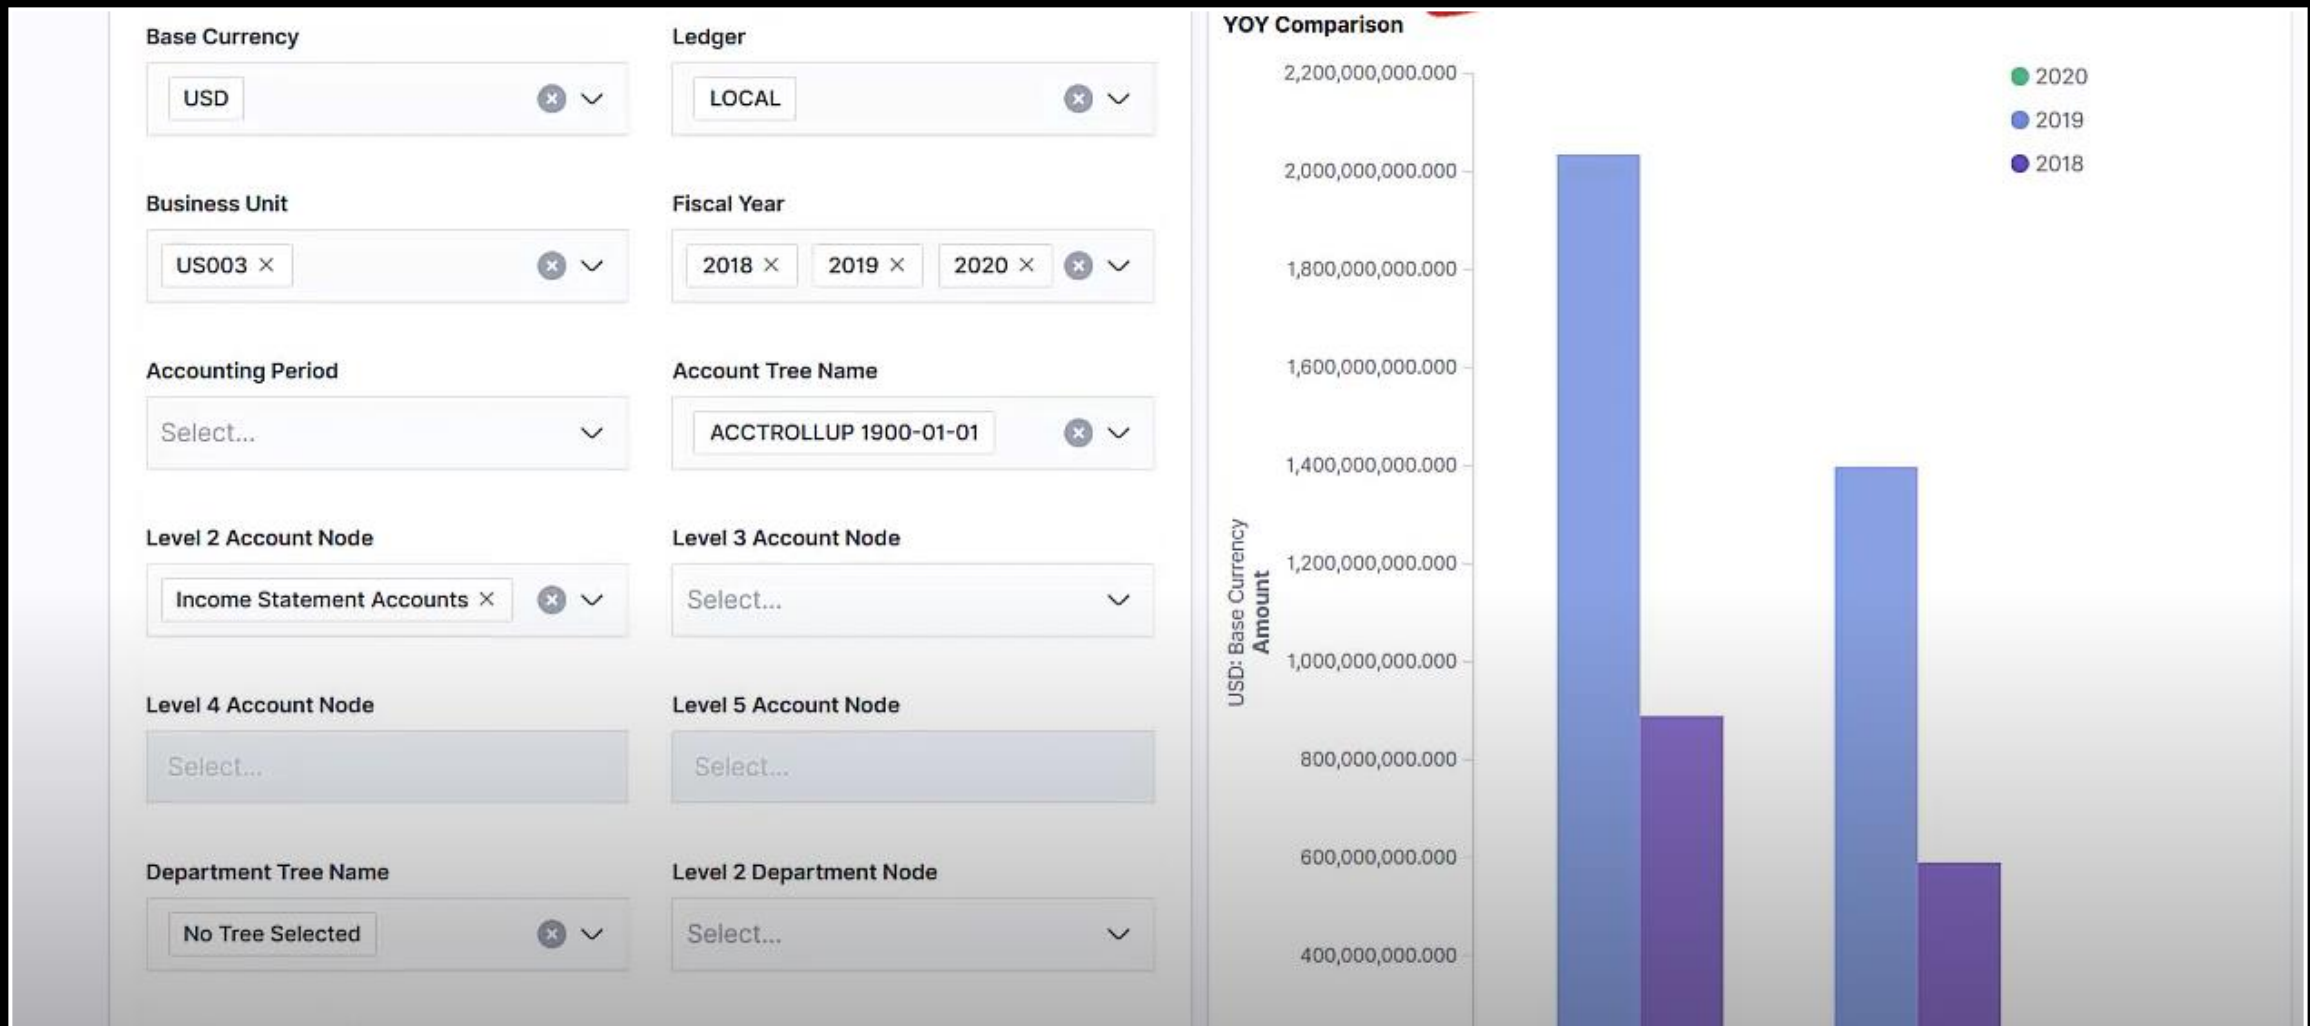 Base Currency
Ledger
USD
LOCAL
Business Unit
Fiscal Year
US003
2018
2019
2020
Accounting Period
Account Tree Name
Select...
ACCTROLLUP 1900-01-01
Level 2 Account Node
Level 3 Account Node
Income Statement Accounts
Select...
Level 4 Account Node
Level 5 Account Node
Select...
Select...
Department Tree Name
Level 2 Department Node
No Tree Selected
Select...
YOY Comparison
2,200,000,000.000
2,000,000,000.000
1,800,000,000.000
1,600,000,000.000
1,400,000,000.000
1,200,000,000.000
1,000,000,000.000
800,000,000.000
600,000,000.000
400,000,000.000
USD: Base Currency
Amount
2020
2019
2018